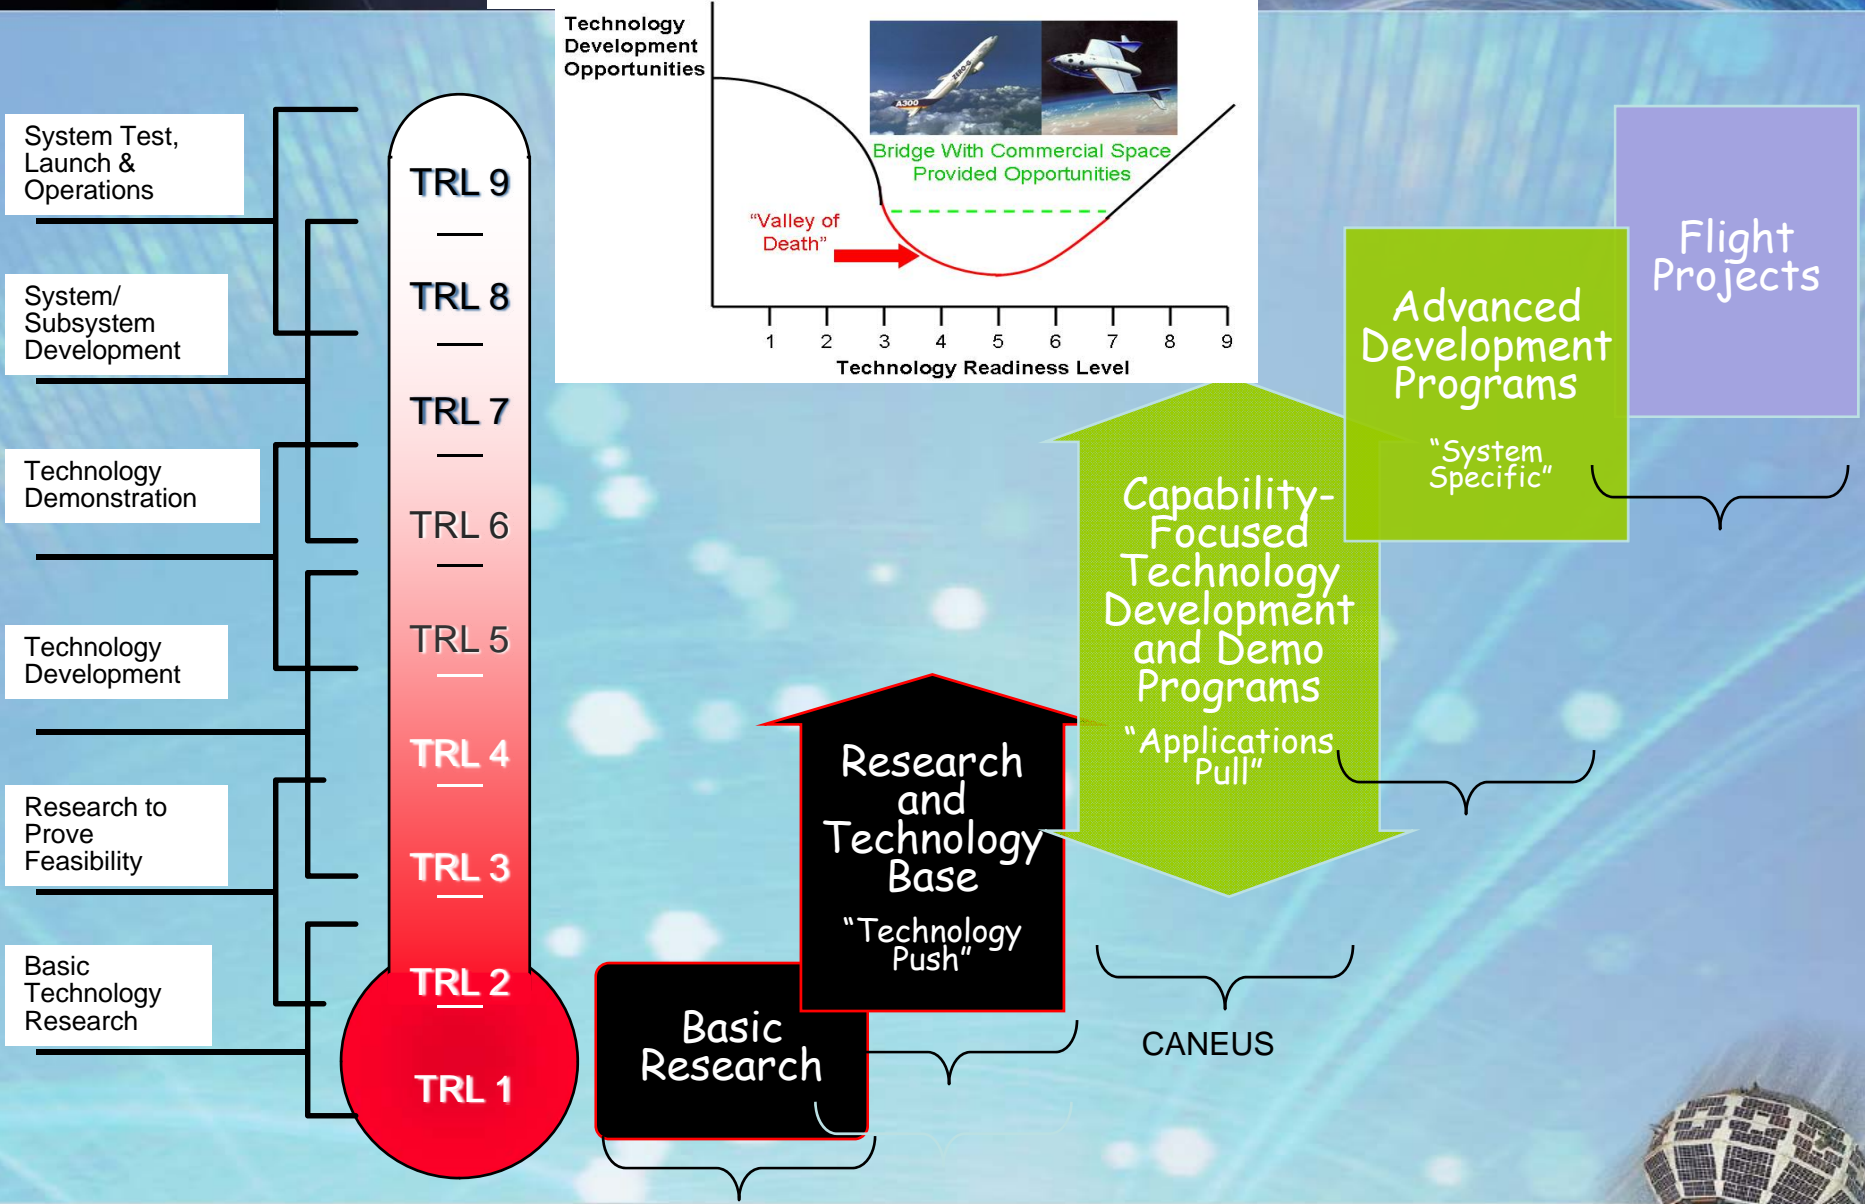 Technology
Development
Opportunities
ZERO-G
A300
Bridge With Commercial Space
Provided Opportunities
"Valley of
Death"
1 2 3 4 5 6 7 8 9
Technology Readiness Level
System Test,
Launch &
Operations
System/
Subsystem
Development
Technology
Demonstration
Technology
Development
Research to
Prove
Feasibility
Basic
Technology
Research
TRL 9
TRL 8
TRL 7
TRL 6
TRL 5
TRL 4
TRL 3
TRL 2
TRL 1
Basic
Research
Research
and
Technology
Base
"Technology
Push"
Capability-
Focused
Technology
Development
and Demo
Programs
"Applications
Pull"
CANEUS
Advanced
Development
Programs
"System
Specific"
Flight
Projects